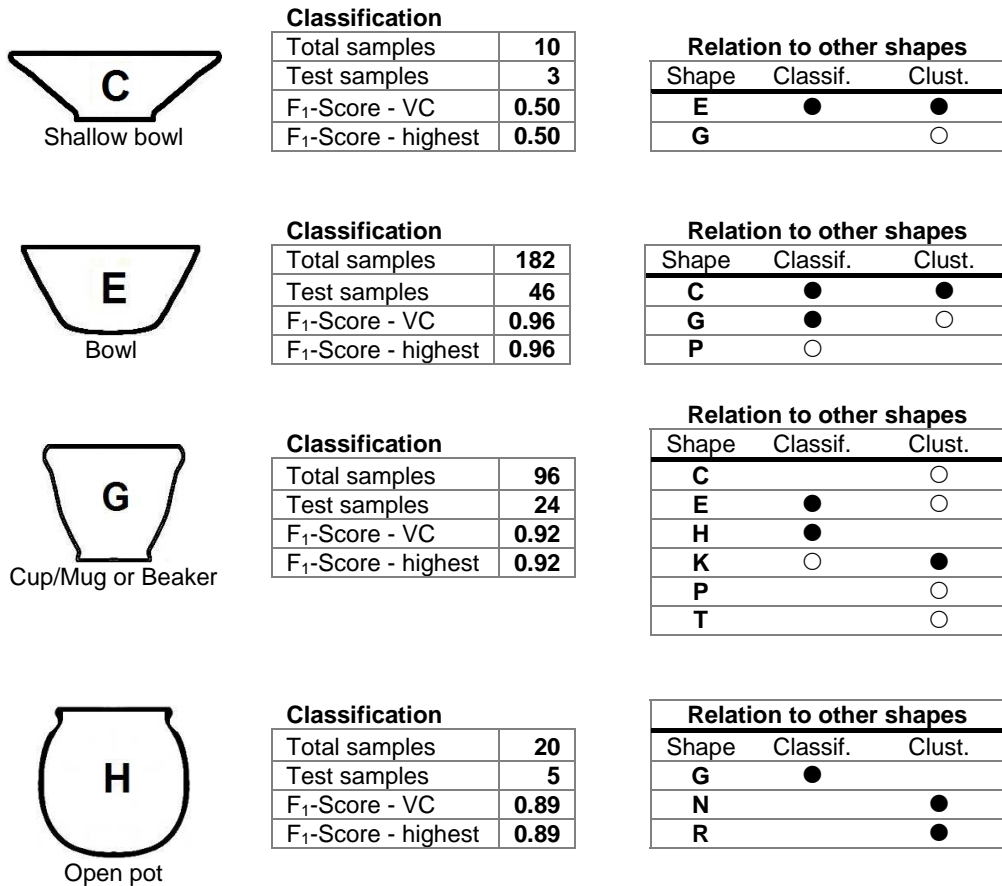 C
Shallow bowl
Classification
Total samples 10
Test samples 3
F₁-Score - VC 0.50
F₁-Score - highest 0.50
Relation to other shapes
Shape Classif. Clust.
E ● ●
G ○
E
Bowl
Classification
Total samples 182
Test samples 46
F₁-Score - VC 0.96
F₁-Score - highest 0.96
Relation to other shapes
Shape Classif. Clust.
C ● ●
G ● ○
P ○
G
Cup/Mug or Beaker
Classification
Total samples 96
Test samples 24
F₁-Score - VC 0.92
F₁-Score - highest 0.92
Relation to other shapes
Shape Classif. Clust.
C ○
E ● ○
H ●
K ○ ●
P ○
T ○
H
Open pot
Classification
Total samples 20
Test samples 5
F₁-Score - VC 0.89
F₁-Score - highest 0.89
Relation to other shapes
Shape Classif. Clust.
G ●
N ●
R ●